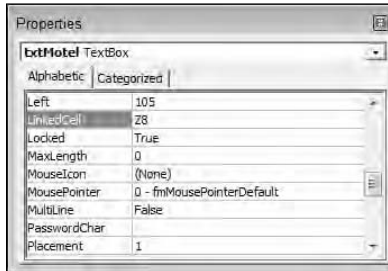 Properties
txtMotel TextBox
Alphabetic Categorized
Left 105
LinkedCell Z8
Locked True
MaxLength 0
MouseIcon (None)
MousePointer 0 - fmMousePointerDefault
MultiLine False
PasswordChar
Placement 1